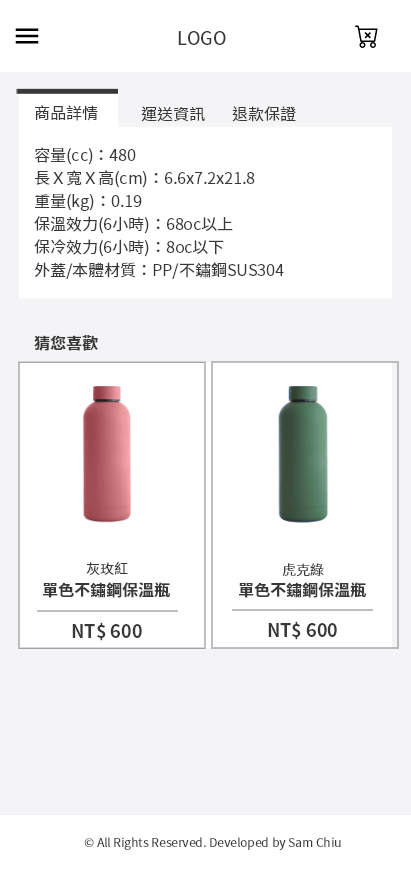 LOGO
商品詳情 運送資訊 退款保證
容量(cc)：480
長Ｘ寬Ｘ高(cm)：6.6x7.2x21.8
重量(kg)：0.19
保溫效力(6小時)：68oc以上
保冷效力(6小時)：8oc以下
外蓋/本體材質：PP/不鏽鋼SUS304
猜您喜歡
灰玫紅
單色不鏽鋼保溫瓶
NT$ 600
虎克綠
單色不鏽鋼保溫瓶
NT$ 600
© All Rights Reserved. Developed by Sam Chiu